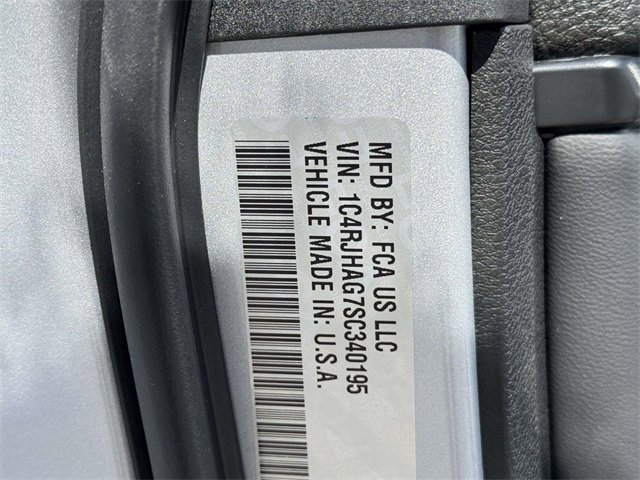 MFD BY: FCA US LLC
VIN: 1C4RJHAG7SC340195
VEHICLE MADE IN: U.S.A.